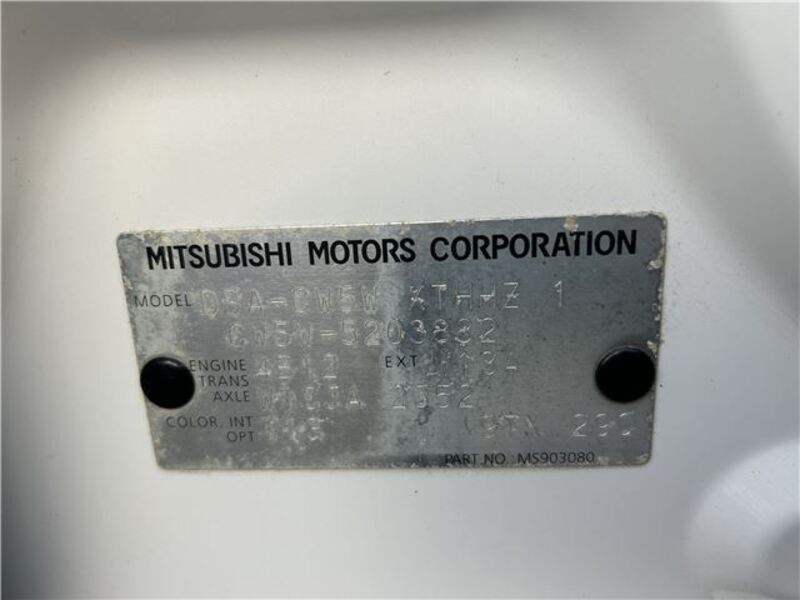 MITSUBISHI MOTORS CORPORATION
MODEL DBA-CW5W XTHHZ 1
CW5W-5203832
ENGINE 4B12 EXT
TRANS
AXLE 2352
COLOR. INT
OPT
PART NO. MS903080